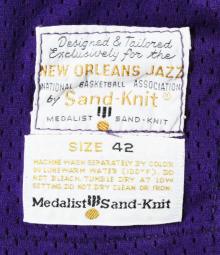 Designed & Tailored
Exclusively for the
NEW ORLEANS JAZZ
NATIONAL BASKETBALL ASSOCIATION
by Sand-Knit®
MEDALIST SAND-KNIT
SIZE 42
MACHINE WASH SEPARATELY BY COLOR
IN LUKEWARM WATER (100°F). DO
NOT BLEACH. TUMBLE DRY AT LOW
SETTING. DO NOT DRY CLEAN OR IRON.
Medalist Sand-Knit